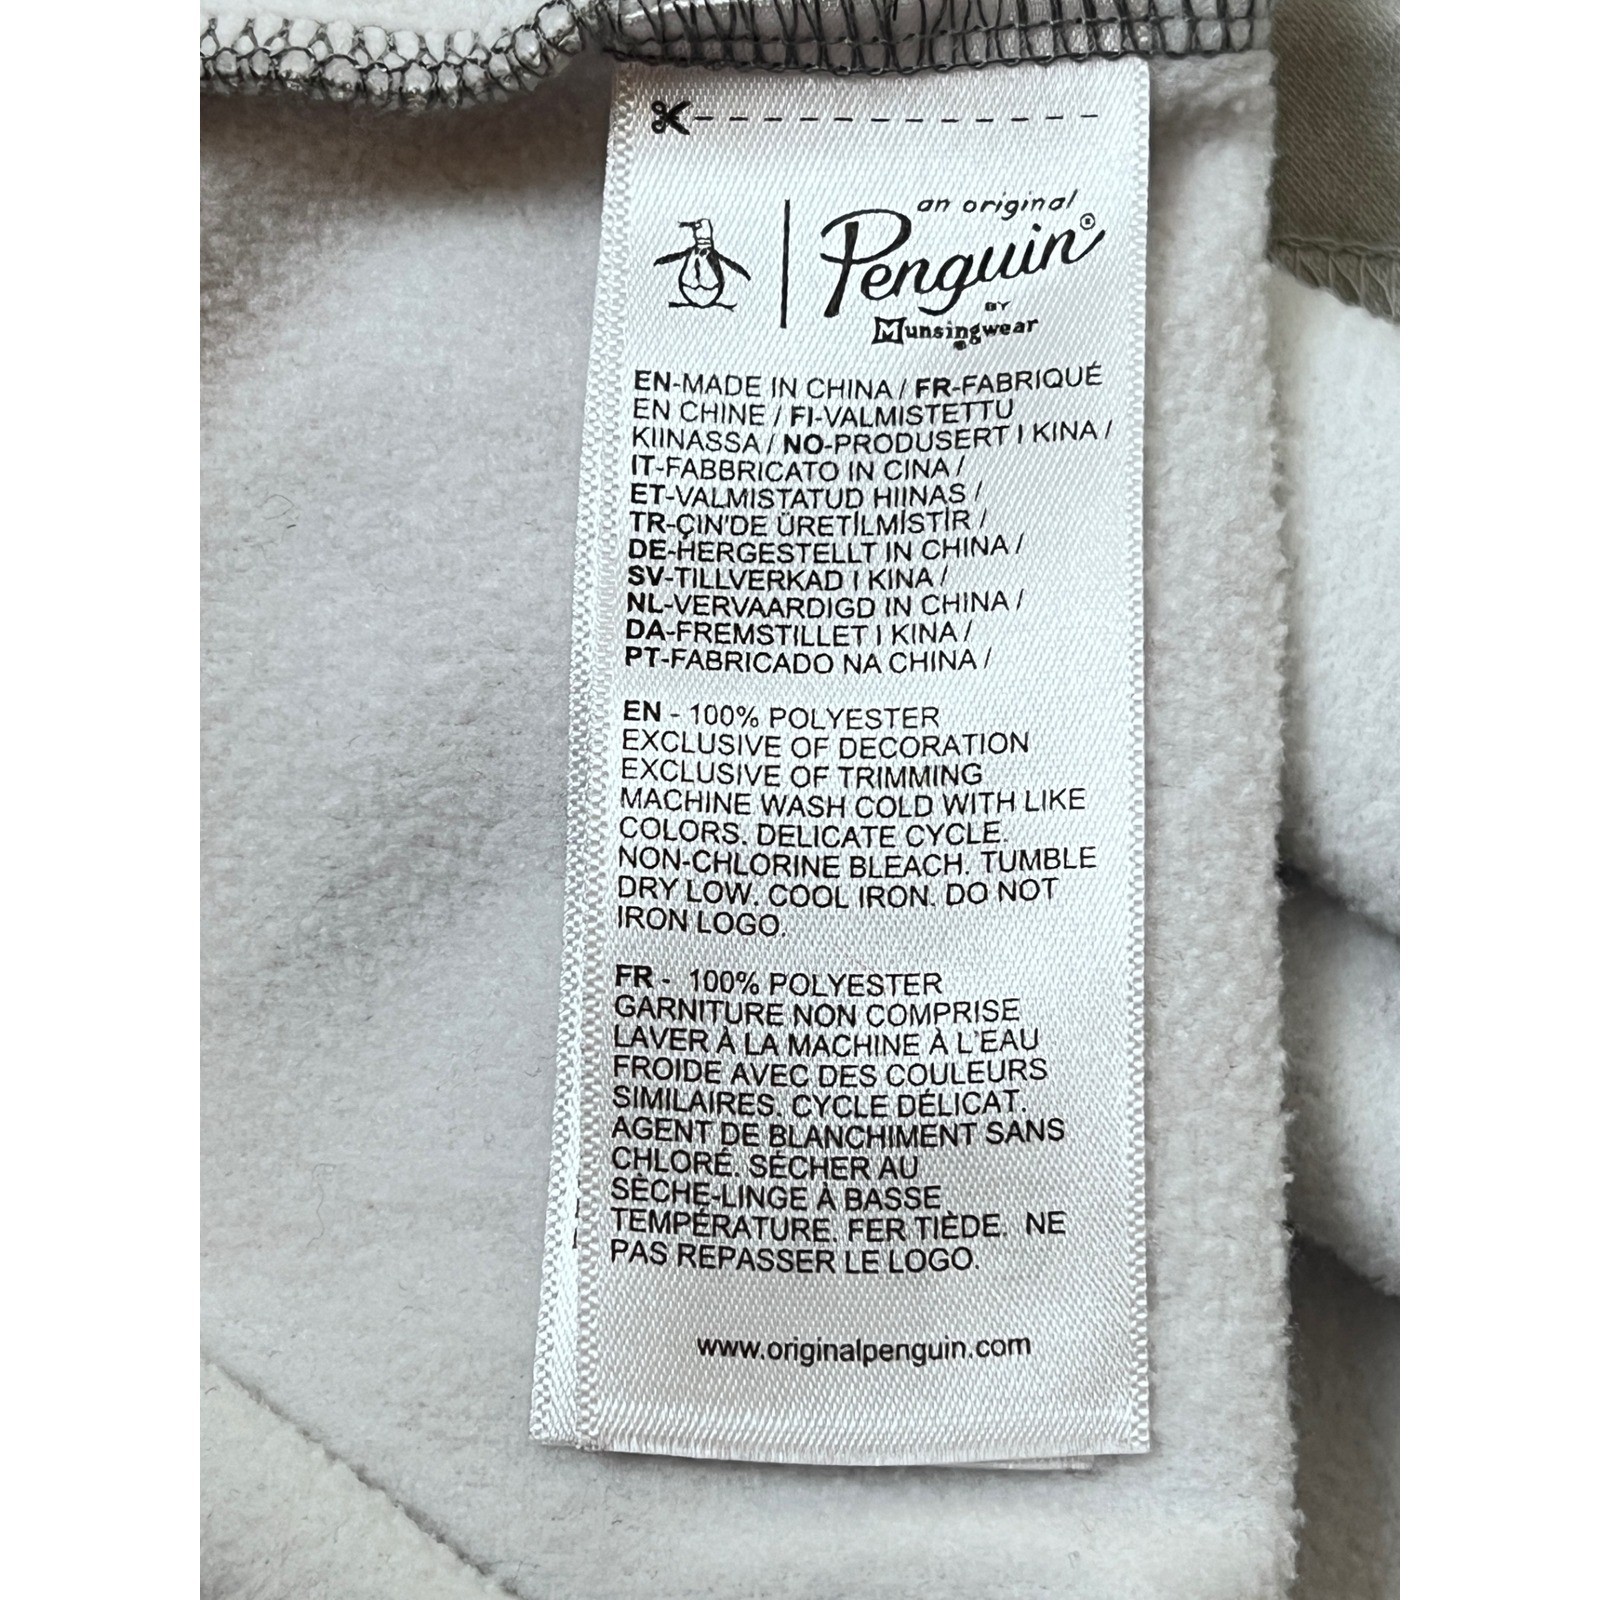 an original
Penguin®
BY
Munsingwear
EN-MADE IN CHINA / FR-FABRIQUÉ
EN CHINE / FI-VALMISTETTU
KIINASSA / NO-PRODUSERT I KINA /
IT-FABBRICATO IN CINA /
ET-VALMISTATUD HIINAS /
TR-ÇIN'DE ÜRETİLMİSTİR /
DE-HERGESTELLT IN CHINA /
SV-TILLVERKAD I KINA /
NL-VERVAARDIGD IN CHINA /
DA-FREMSTILLET I KINA /
PT-FABRICADO NA CHINA /
EN - 100% POLYESTER
EXCLUSIVE OF DECORATION
EXCLUSIVE OF TRIMMING
MACHINE WASH COLD WITH LIKE
COLORS. DELICATE CYCLE.
NON-CHLORINE BLEACH. TUMBLE
DRY LOW. COOL IRON. DO NOT
IRON LOGO.
FR - 100% POLYESTER
GARNITURE NON COMPRISE
LAVER À LA MACHINE À L'EAU
FROIDE AVEC DES COULEURS
SIMILAIRES. CYCLE DÉLICAT.
AGENT DE BLANCHIMENT SANS
CHLORÉ. SÉCHER AU
SÈCHE-LINGE À BASSE
TEMPÉRATURE. FER TIÈDE. NE
PAS REPASSER LE LOGO.
www.originalpenguin.com